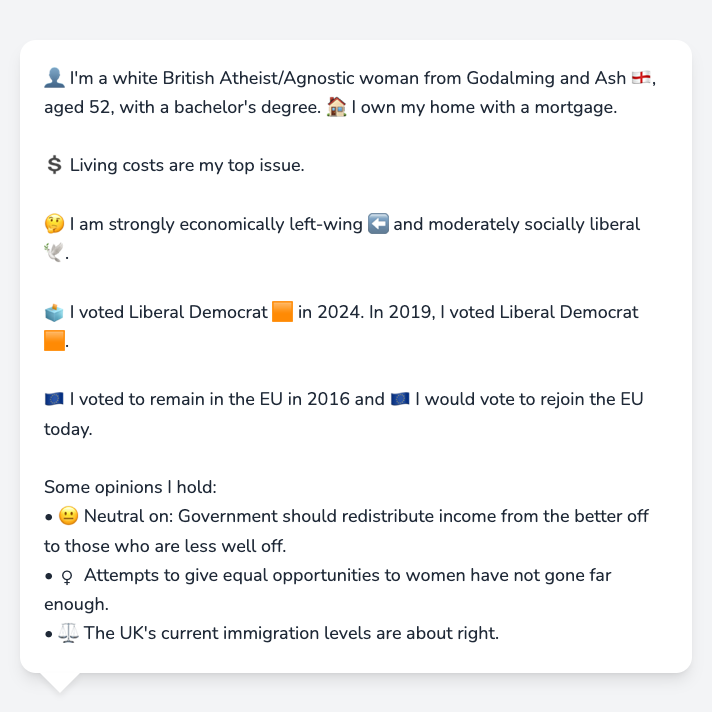 👤 I'm a white British Atheist/Agnostic woman from Godalming and Ash 🏴󠁧󠁢󠁥󠁮󠁧󠁿,
aged 52, with a bachelor's degree. 🏠 I own my home with a mortgage.
💲 Living costs are my top issue.
🤔 I am strongly economically left-wing ⬅️ and moderately socially liberal
🕊️.
🗳️ I voted Liberal Democrat 🟧 in 2024. In 2019, I voted Liberal Democrat
🟧.
🇪🇺 I voted to remain in the EU in 2016 and 🇪🇺 I would vote to rejoin the EU
today.
Some opinions I hold:
• 😐 Neutral on: Government should redistribute income from the better off
to those who are less well off.
• ♀ Attempts to give equal opportunities to women have not gone far
enough.
• ⚖️ The UK's current immigration levels are about right.